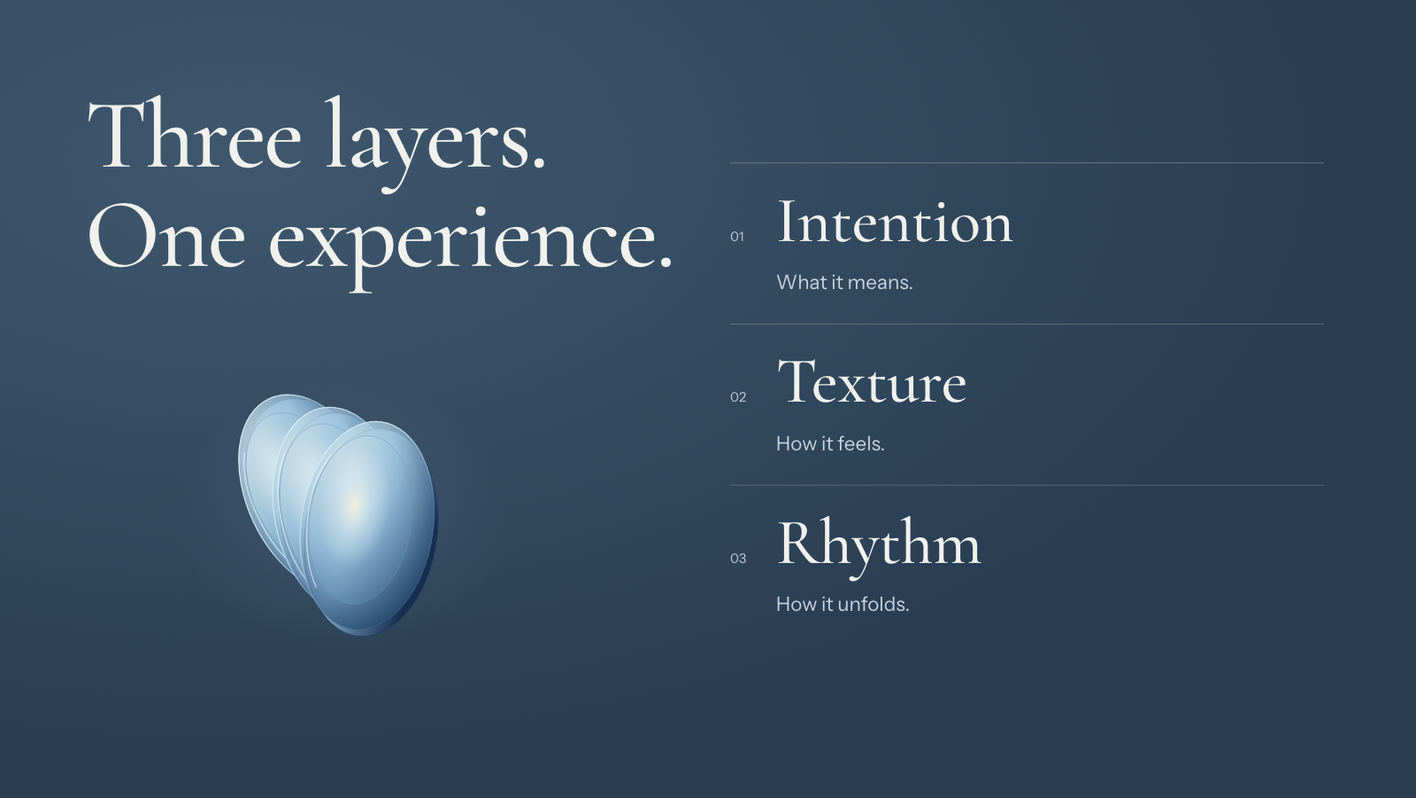 Three layers.
One experience.
01 Intention
What it means.
02 Texture
How it feels.
03 Rhythm
How it unfolds.